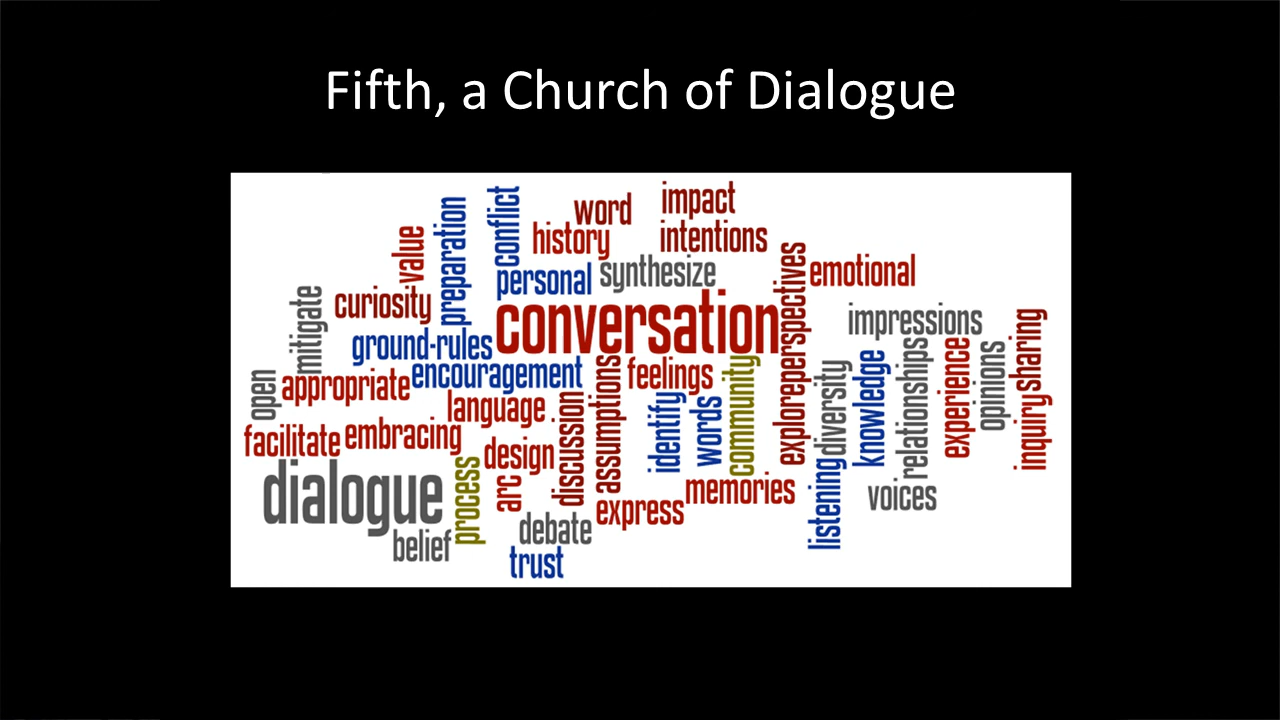 Fifth, a Church of Dialogue
impact
word
conflict
preparation
value
history
intentions
personal
synthesize
emotional
mitigate
curiosity
conversation
exploreperspectives
impressions
sharing
ground-rules
encouragement
feelings
community
open
appropriate
language
discussion
assumptions
identify
words
diversity
knowledge
relationships
experience
opinions
inquiry
facilitate
embracing
design
dialogue
process
arc
memories
express
listening
voices
debate
belief
trust